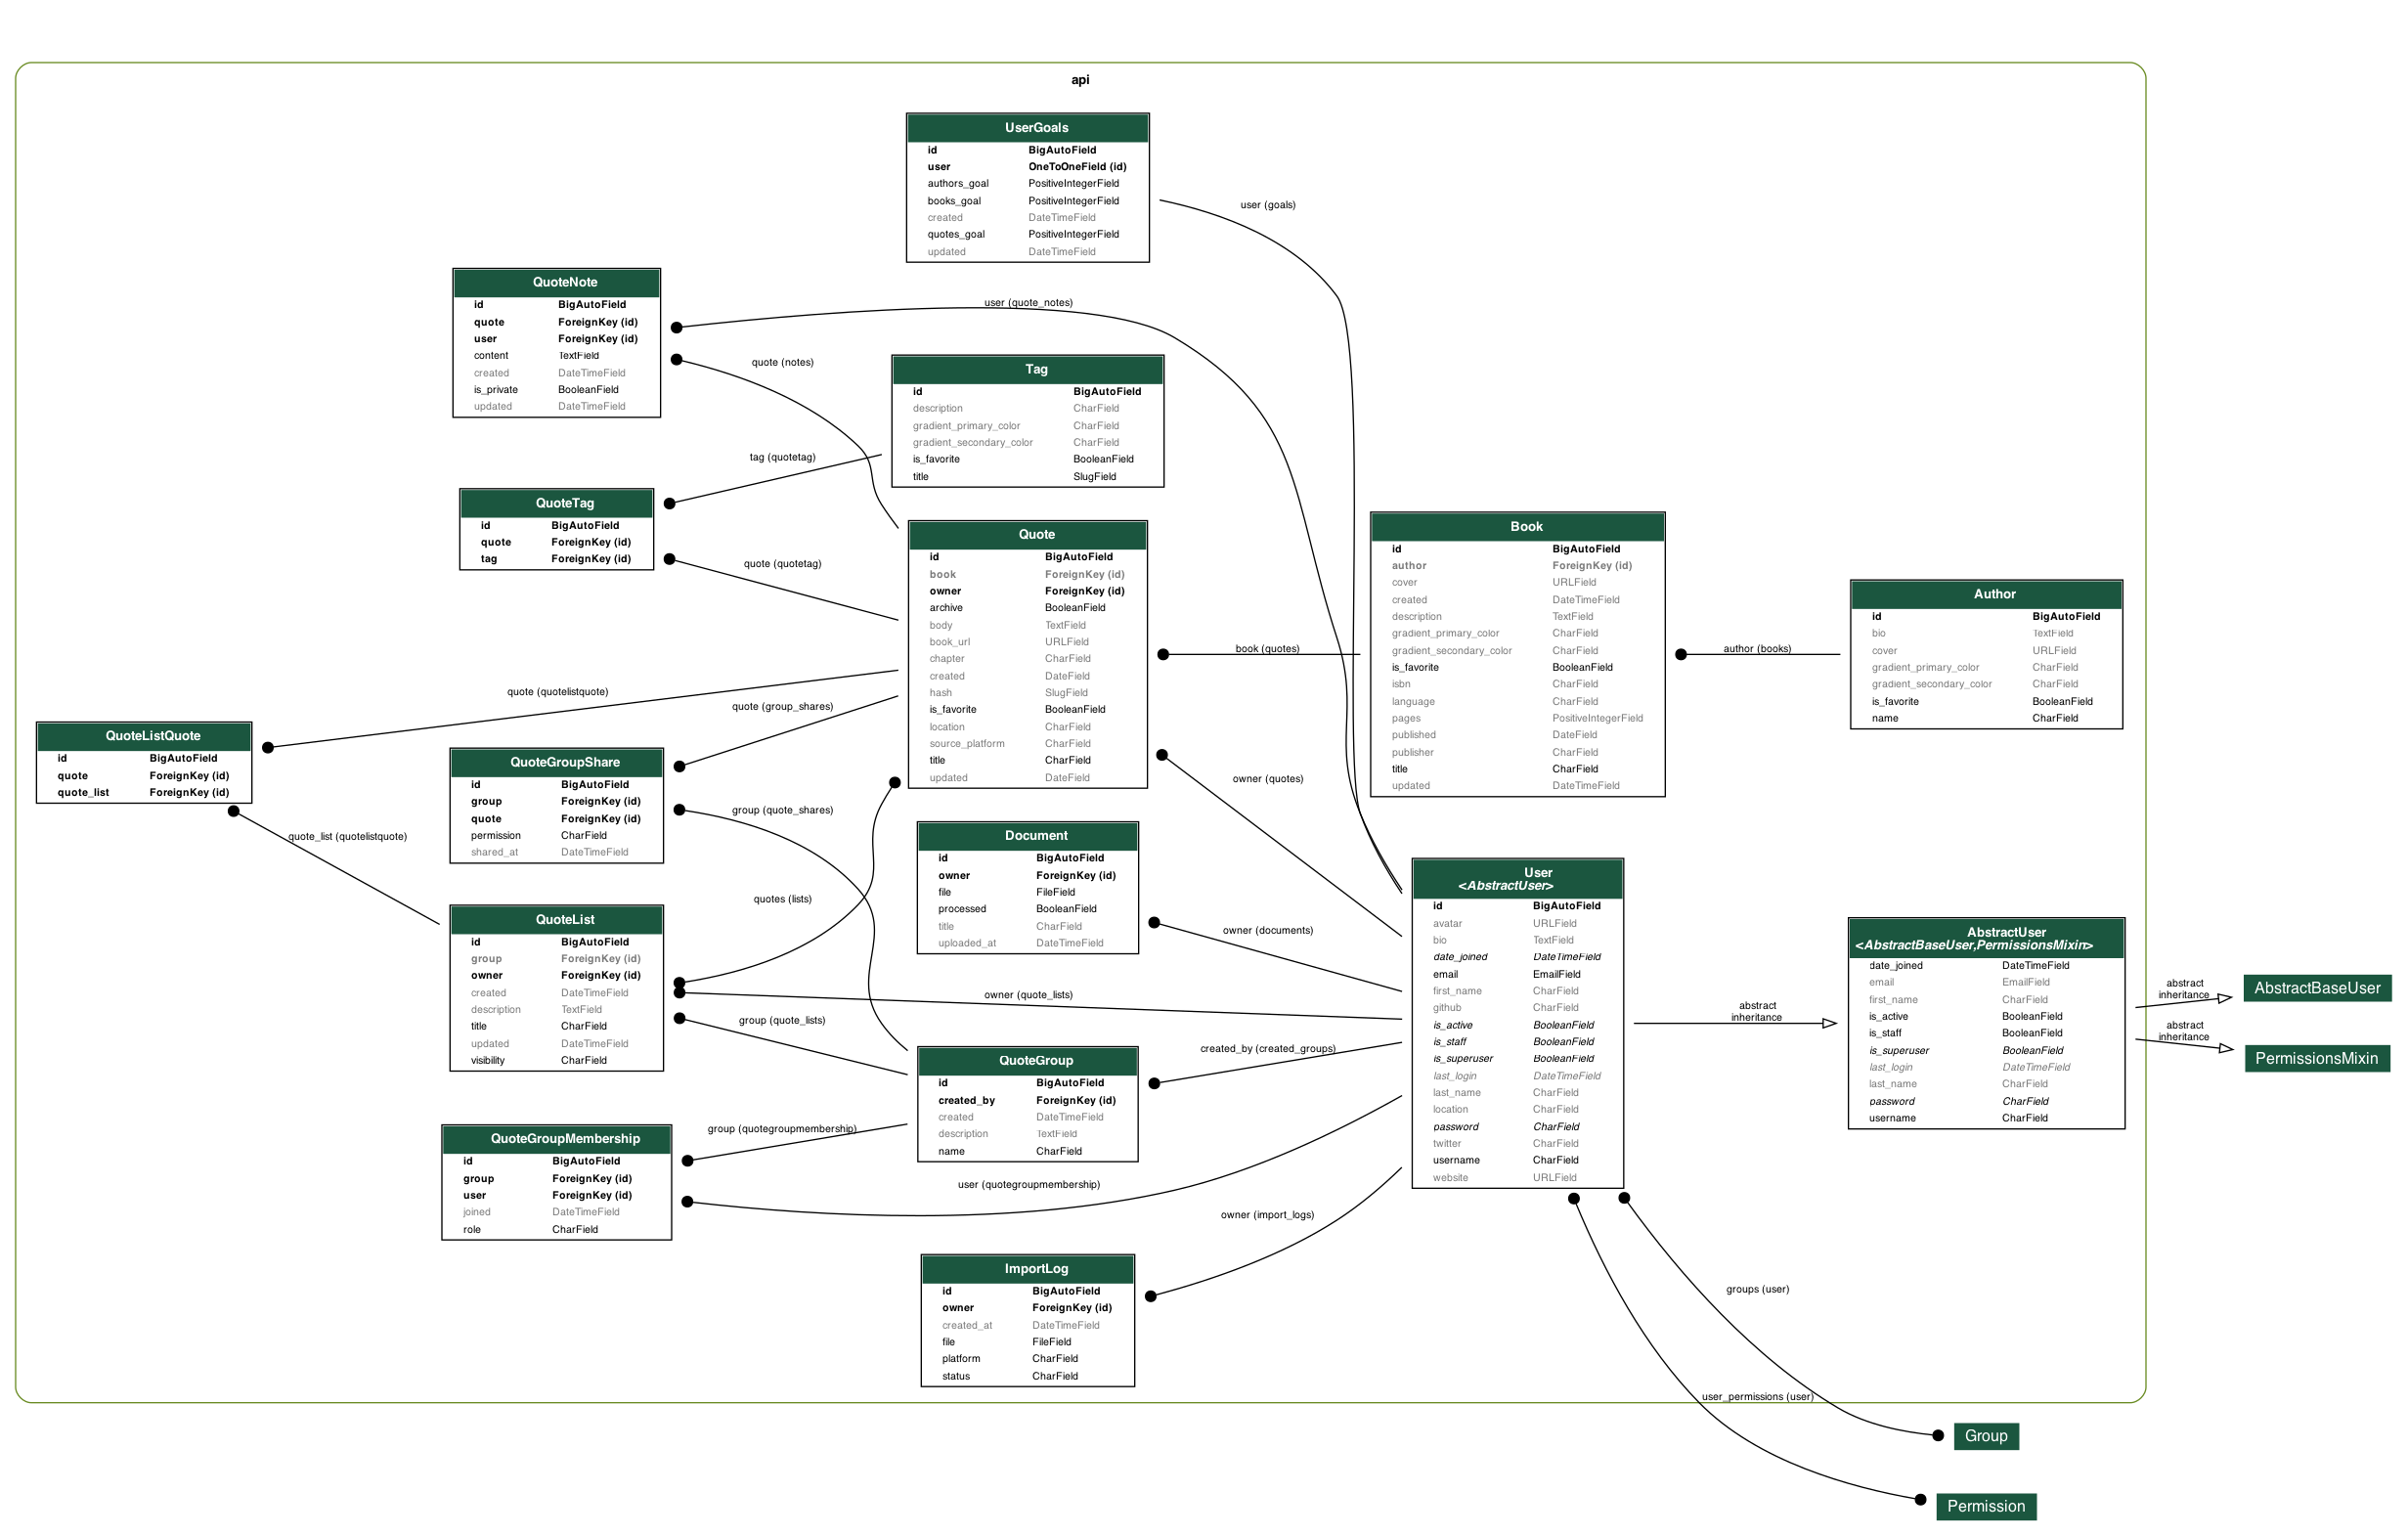 api
UserGoals
id BigAutoField
user OneToOneField (id)
authors_goal PositiveIntegerField
books_goal PositiveIntegerField
created DateTimeField
quotes_goal PositiveIntegerField
updated DateTimeField
user (goals)
QuoteNote
id BigAutoField
quote ForeignKey (id)
user ForeignKey (id)
content TextField
created DateTimeField
is_private BooleanField
updated DateTimeField
user (quote_notes)
quote (notes)
Tag
id BigAutoField
description CharField
gradient_primary_color CharField
gradient_secondary_color CharField
is_favorite BooleanField
title SlugField
tag (quotetag)
QuoteTag
id BigAutoField
quote ForeignKey (id)
tag ForeignKey (id)
quote (quotetag)
Quote
id BigAutoField
book ForeignKey (id)
owner ForeignKey (id)
archive BooleanField
body TextField
book_url URLField
chapter CharField
created DateField
hash SlugField
is_favorite BooleanField
location CharField
source_platform CharField
title CharField
updated DateField
book (quotes)
owner (quotes)
Book
id BigAutoField
author ForeignKey (id)
cover URLField
created DateTimeField
description TextField
gradient_primary_color CharField
gradient_secondary_color CharField
is_favorite BooleanField
isbn CharField
language CharField
pages PositiveIntegerField
published DateField
publisher CharField
title CharField
updated DateTimeField
author (books)
Author
id BigAutoField
bio TextField
cover URLField
gradient_primary_color CharField
gradient_secondary_color CharField
is_favorite BooleanField
name CharField
quote (quotelistquote)
quote (group_shares)
QuoteListQuote
id BigAutoField
quote ForeignKey (id)
quote_list ForeignKey (id)
quote_list (quotelistquote)
QuoteGroupShare
id BigAutoField
group ForeignKey (id)
quote ForeignKey (id)
permission CharField
shared_at DateTimeField
group (quote_shares)
quotes (lists)
Document
id BigAutoField
owner ForeignKey (id)
file FileField
processed BooleanField
title CharField
uploaded_at DateTimeField
owner (documents)
QuoteList
id BigAutoField
group ForeignKey (id)
owner ForeignKey (id)
created DateTimeField
description TextField
title CharField
updated DateTimeField
visibility CharField
owner (quote_lists)
group (quote_lists)
User
<AbstractUser>
id BigAutoField
avatar URLField
bio TextField
date_joined DateTimeField
email EmailField
first_name CharField
github CharField
is_active BooleanField
is_staff BooleanField
is_superuser BooleanField
last_login DateTimeField
last_name CharField
location CharField
password CharField
twitter CharField
username CharField
website URLField
abstract
inheritance
AbstractUser
<AbstractBaseUser,PermissionsMixin>
date_joined DateTimeField
email EmailField
first_name CharField
is_active BooleanField
is_staff BooleanField
is_superuser BooleanField
last_login DateTimeField
last_name CharField
password CharField
username CharField
abstract
inheritance
AbstractBaseUser
abstract
inheritance
PermissionsMixin
QuoteGroup
id BigAutoField
created_by ForeignKey (id)
created DateTimeField
description TextField
name CharField
created_by (created_groups)
QuoteGroupMembership
id BigAutoField
group ForeignKey (id)
user ForeignKey (id)
joined DateTimeField
role CharField
group (quotegroupmembership)
user (quotegroupmembership)
owner (import_logs)
ImportLog
id BigAutoField
owner ForeignKey (id)
created_at DateTimeField
file FileField
platform CharField
status CharField
groups (user)
user_permissions (user)
Group
Permission